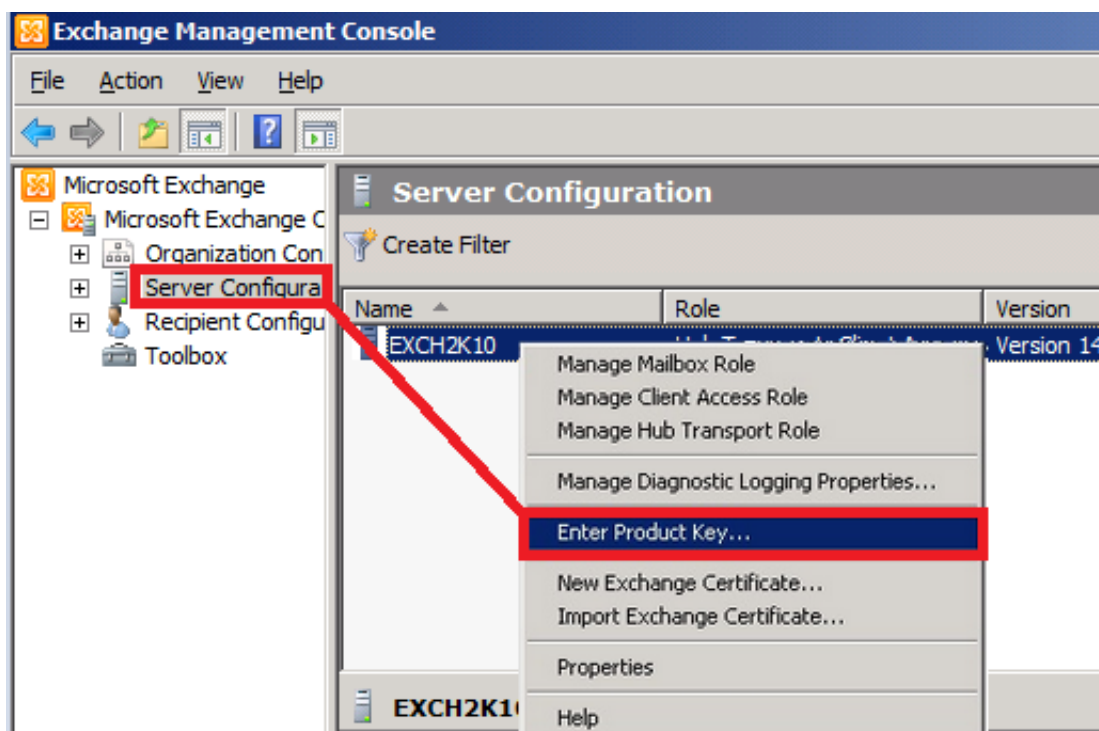 Exchange Management Console
File Action View Help
Microsoft Exchange
Microsoft Exchange C
Organization Con
Server Configura
Recipient Configu
Toolbox
Server Configuration
Create Filter
Name Role Version
EXCH2K10 Version 14
Manage Mailbox Role
Manage Client Access Role
Manage Hub Transport Role
Manage Diagnostic Logging Properties...
Enter Product Key...
New Exchange Certificate...
Import Exchange Certificate...
Properties
Help
EXCH2K1